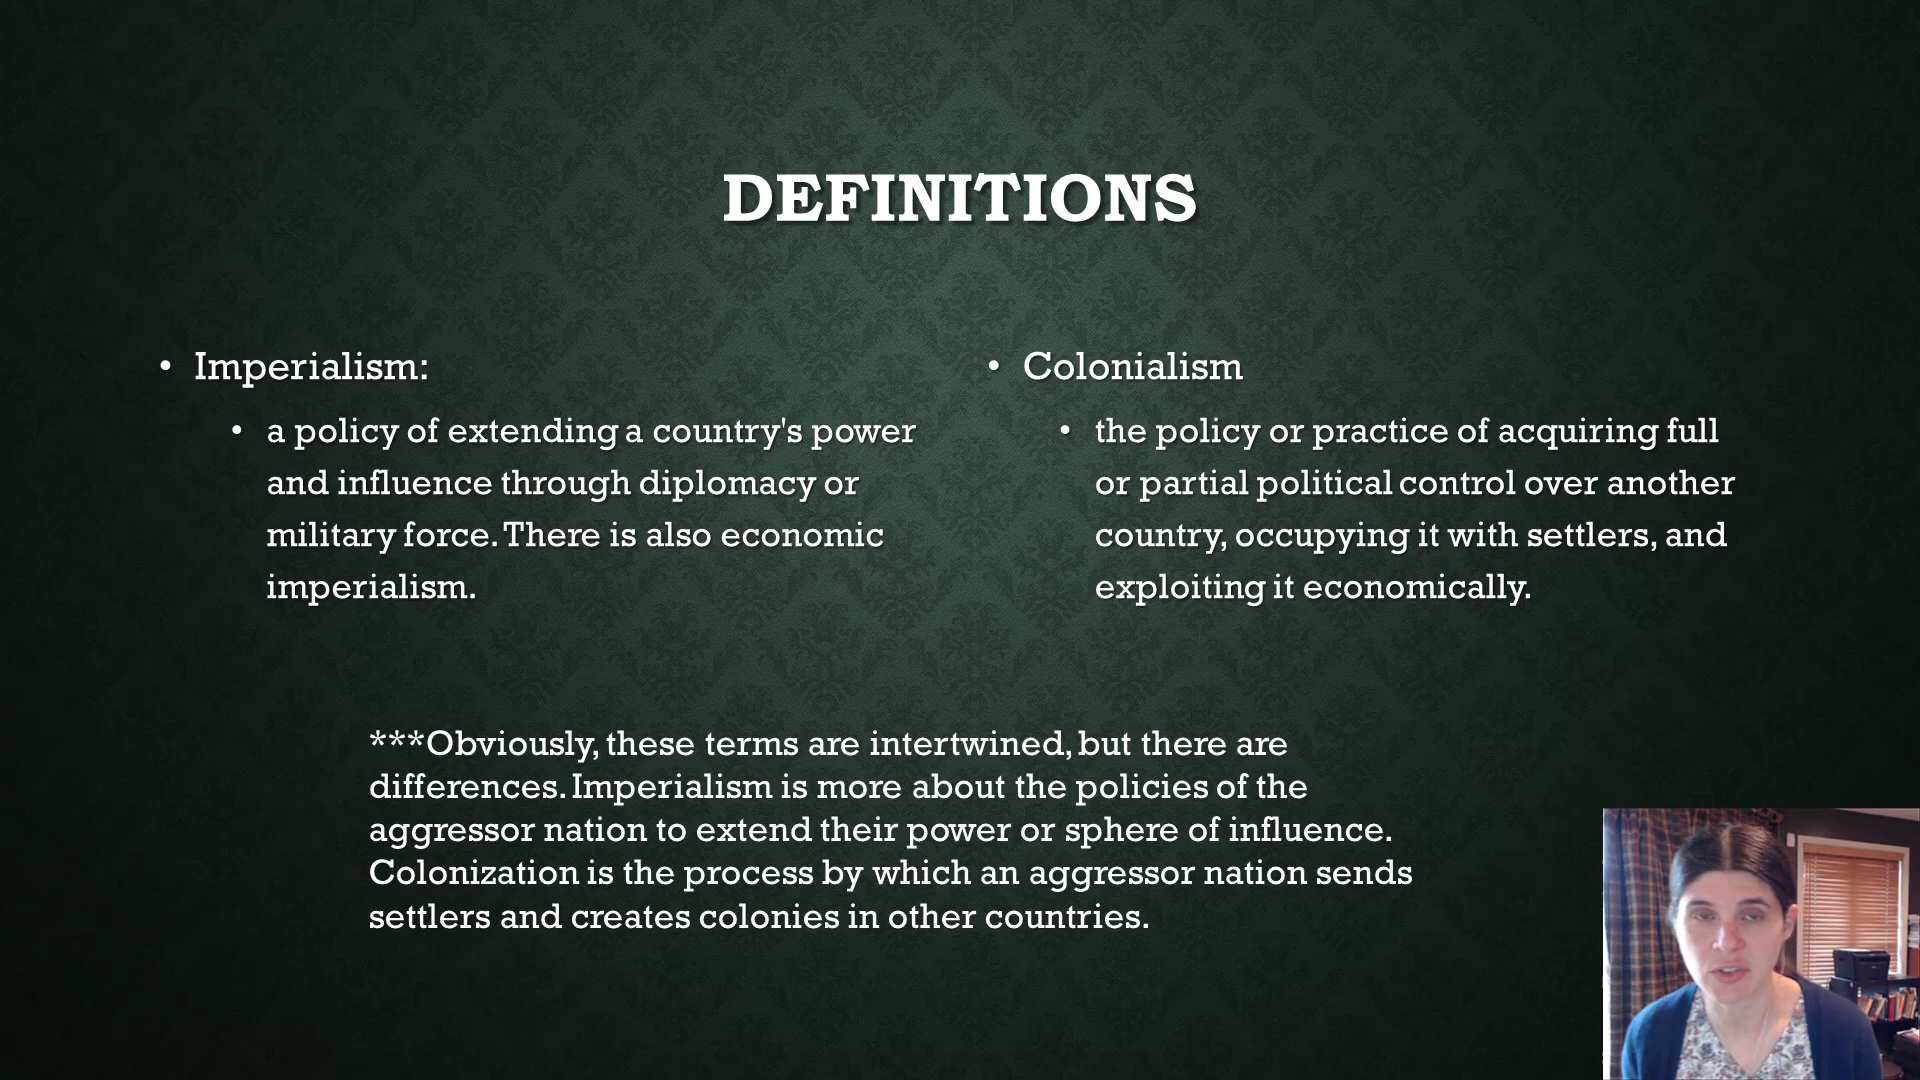 DEFINITIONS
• Imperialism:
• a policy of extending a country's power
and influence through diplomacy or
military force. There is also economic
imperialism.
• Colonialism
• the policy or practice of acquiring full
or partial political control over another
country, occupying it with settlers, and
exploiting it economically.
***Obviously, these terms are intertwined, but there are
differences. Imperialism is more about the policies of the
aggressor nation to extend their power or sphere of influence.
Colonization is the process by which an aggressor nation sends
settlers and creates colonies in other countries.